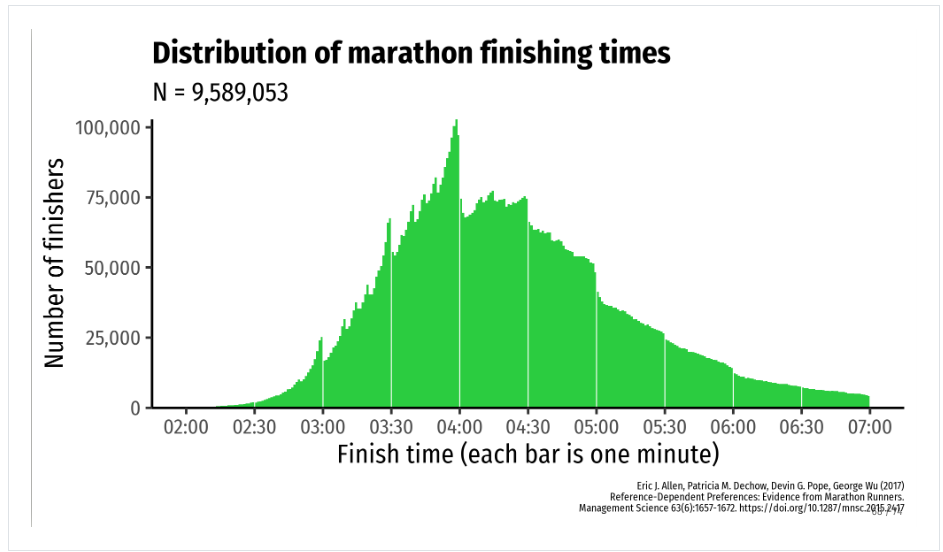 Distribution of marathon finishing times
N = 9,589,053
Number of finishers
100,000
75,000
50,000
25,000
0
02:00 02:30 03:00 03:30 04:00 04:30 05:00 05:30 06:00 06:30 07:00
Finish time (each bar is one minute)
Eric J. Allen, Patricia M. Dechow, Devin G. Pope, George Wu (2017)
Reference-Dependent Preferences: Evidence from Marathon Runners.
Management Science 63(6):1657-1672. https://doi.org/10.1287/mnsc.2015.2417